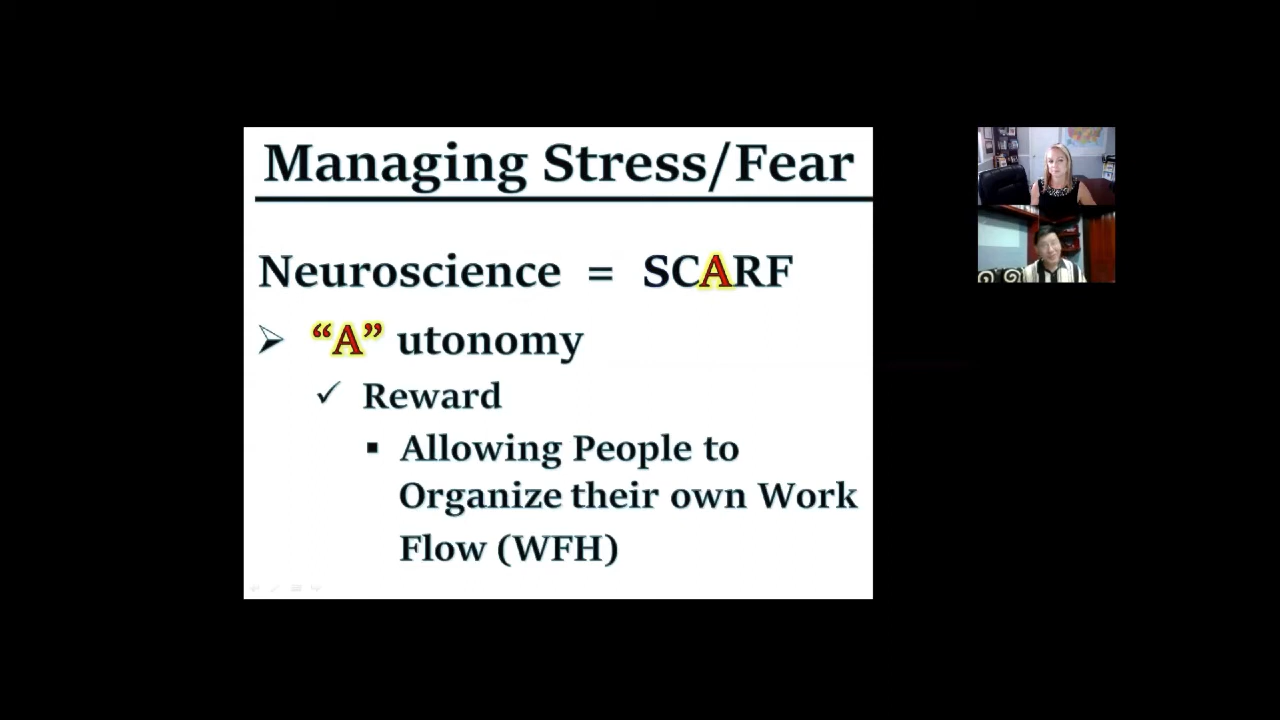 Managing Stress/Fear
Neuroscience = SCARF
➢ “A” utonomy
✓ Reward
▪ Allowing People to
Organize their own Work
Flow (WFH)